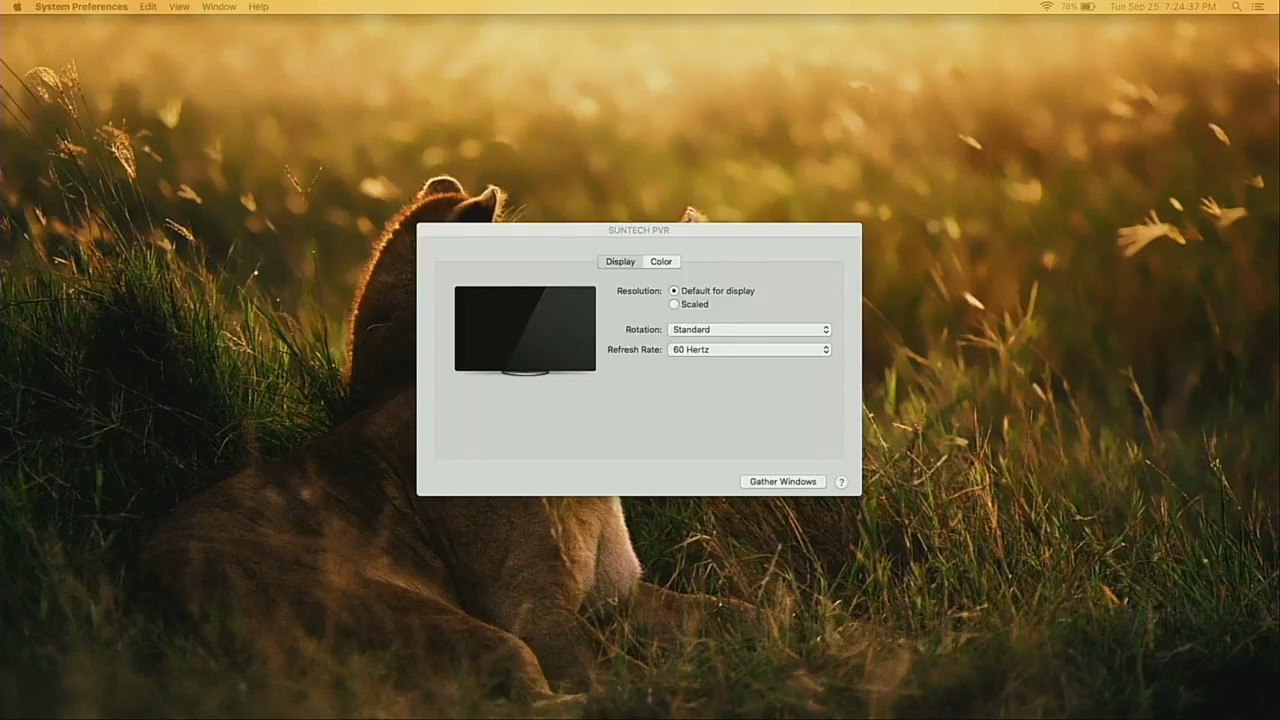 System Preferences Edit View Window Help 78% Tue Sep 25 7:24:37 PM
SUNTECH PVR
Display Color
Resolution: Default for display
Scaled
Rotation: Standard
Refresh Rate: 60 Hertz
Gather Windows ?